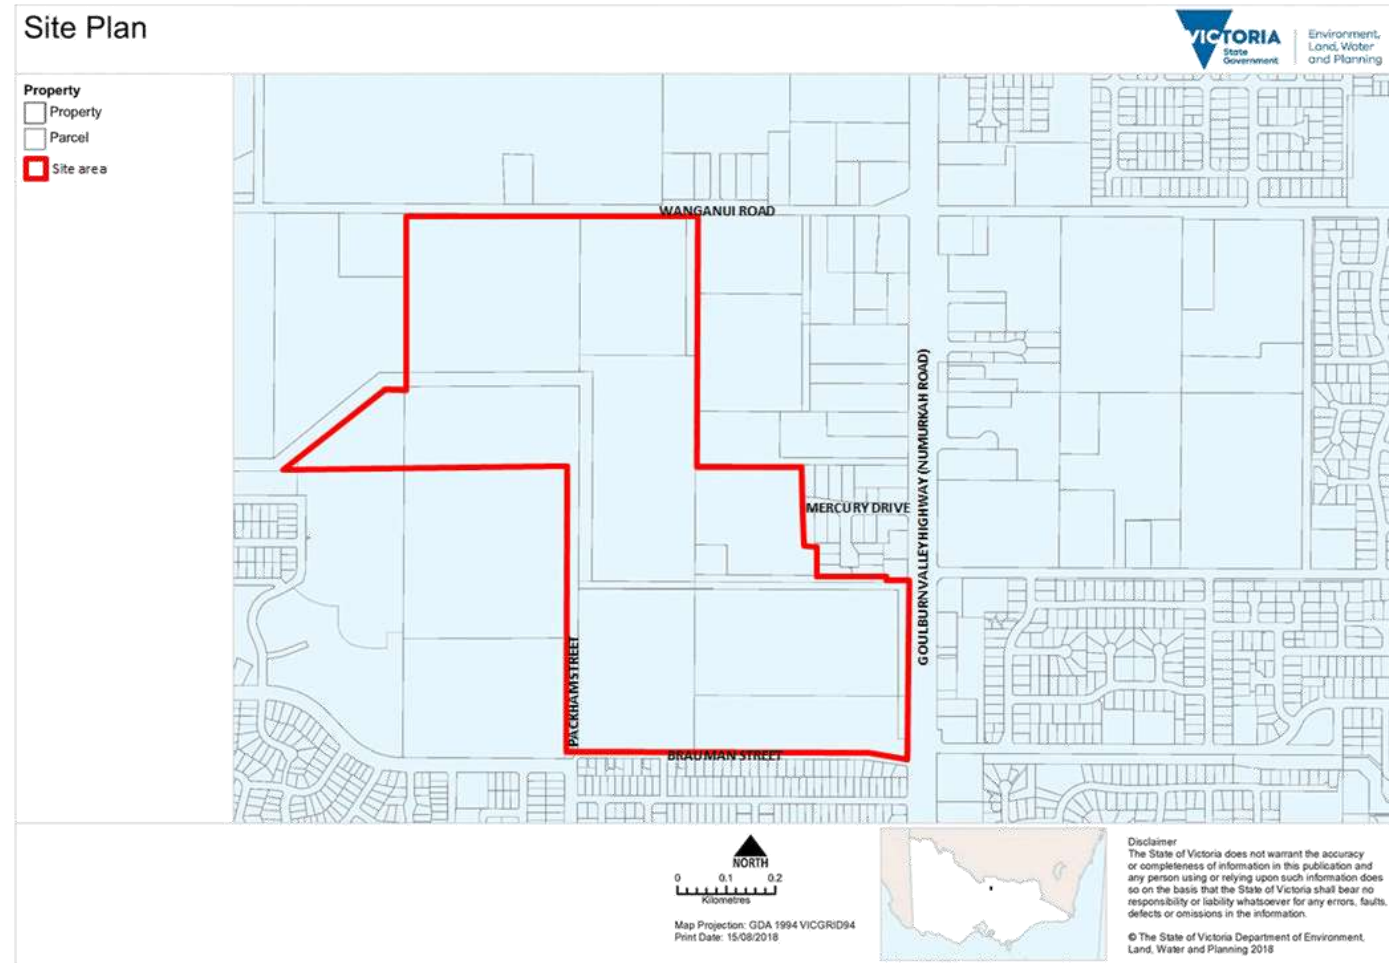 Site Plan
VICTORIA
State
Government
Environment,
Land, Water
and Planning
Property
Property
Parcel
Site area
WANGANUI ROAD
MERCURY DRIVE
GOULBURN VALLEY HIGHWAY (NUMURKAH ROAD)
PACKHAM STREET
BRAUMAN STREET
NORTH
0 0.1 0.2
Kilometres
Map Projection: GDA 1994 VICGRID94
Print Date: 15/08/2018
Disclaimer
The State of Victoria does not warrant the accuracy
or completeness of information in this publication and
any person using or relying upon such information does
so on the basis that the State of Victoria shall bear no
responsibility or liability whatsoever for any errors, faults,
defects or omissions in the information.
© The State of Victoria Department of Environment,
Land, Water and Planning 2018